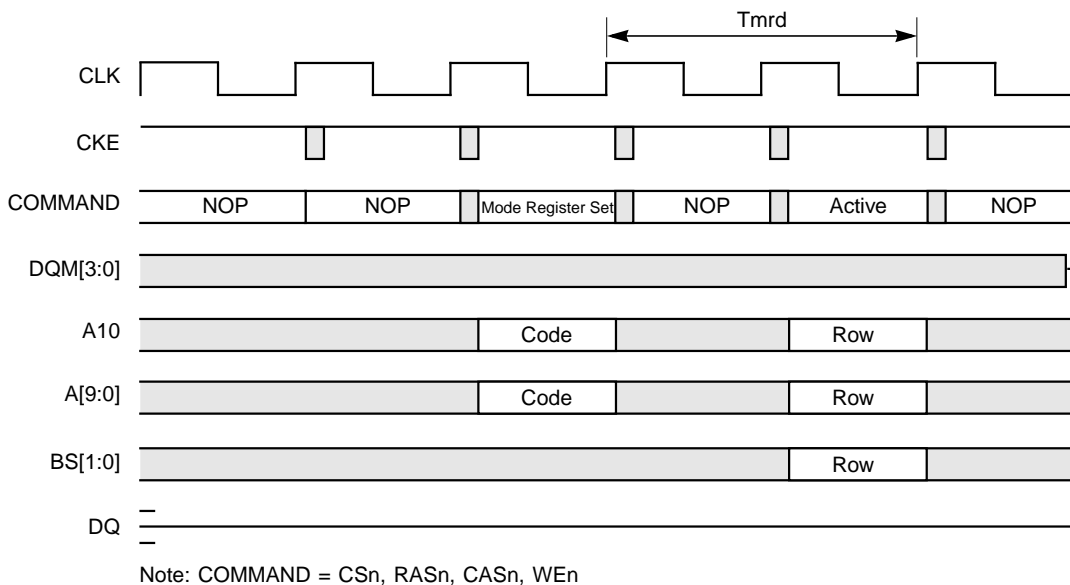 Tmrd
CLK
CKE
COMMAND NOP NOP Mode Register Set NOP Active NOP
DQM[3:0]
A10 Code Row
A[9:0] Code Row
BS[1:0] Row
DQ
Note: COMMAND = CSn, RASn, CASn, WEn